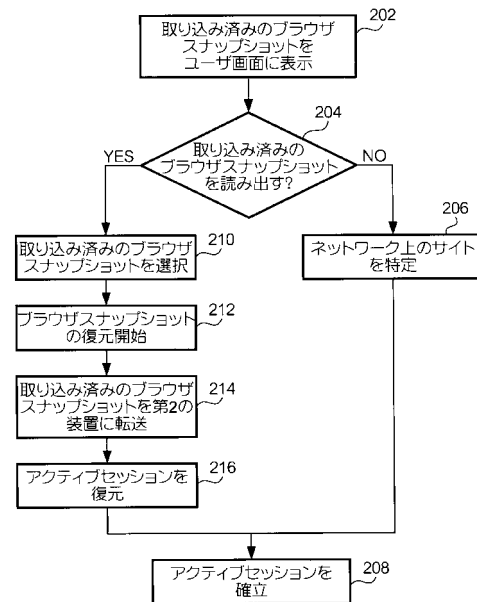 202
取り込み済みのブラウザ
スナップショットを
ユーザ画面に表示
204
取り込み済みの
ブラウザスナップショット
を読み出す?
YES
NO
210
取り込み済みのブラウザ
スナップショットを選択
206
ネットワーク上のサイト
を特定
212
ブラウザスナップショット
の復元開始
214
取り込み済みのブラウザ
スナップショットを第2の
装置に転送
216
アクティブセッションを
復元
アクティブセッションを
確立
208